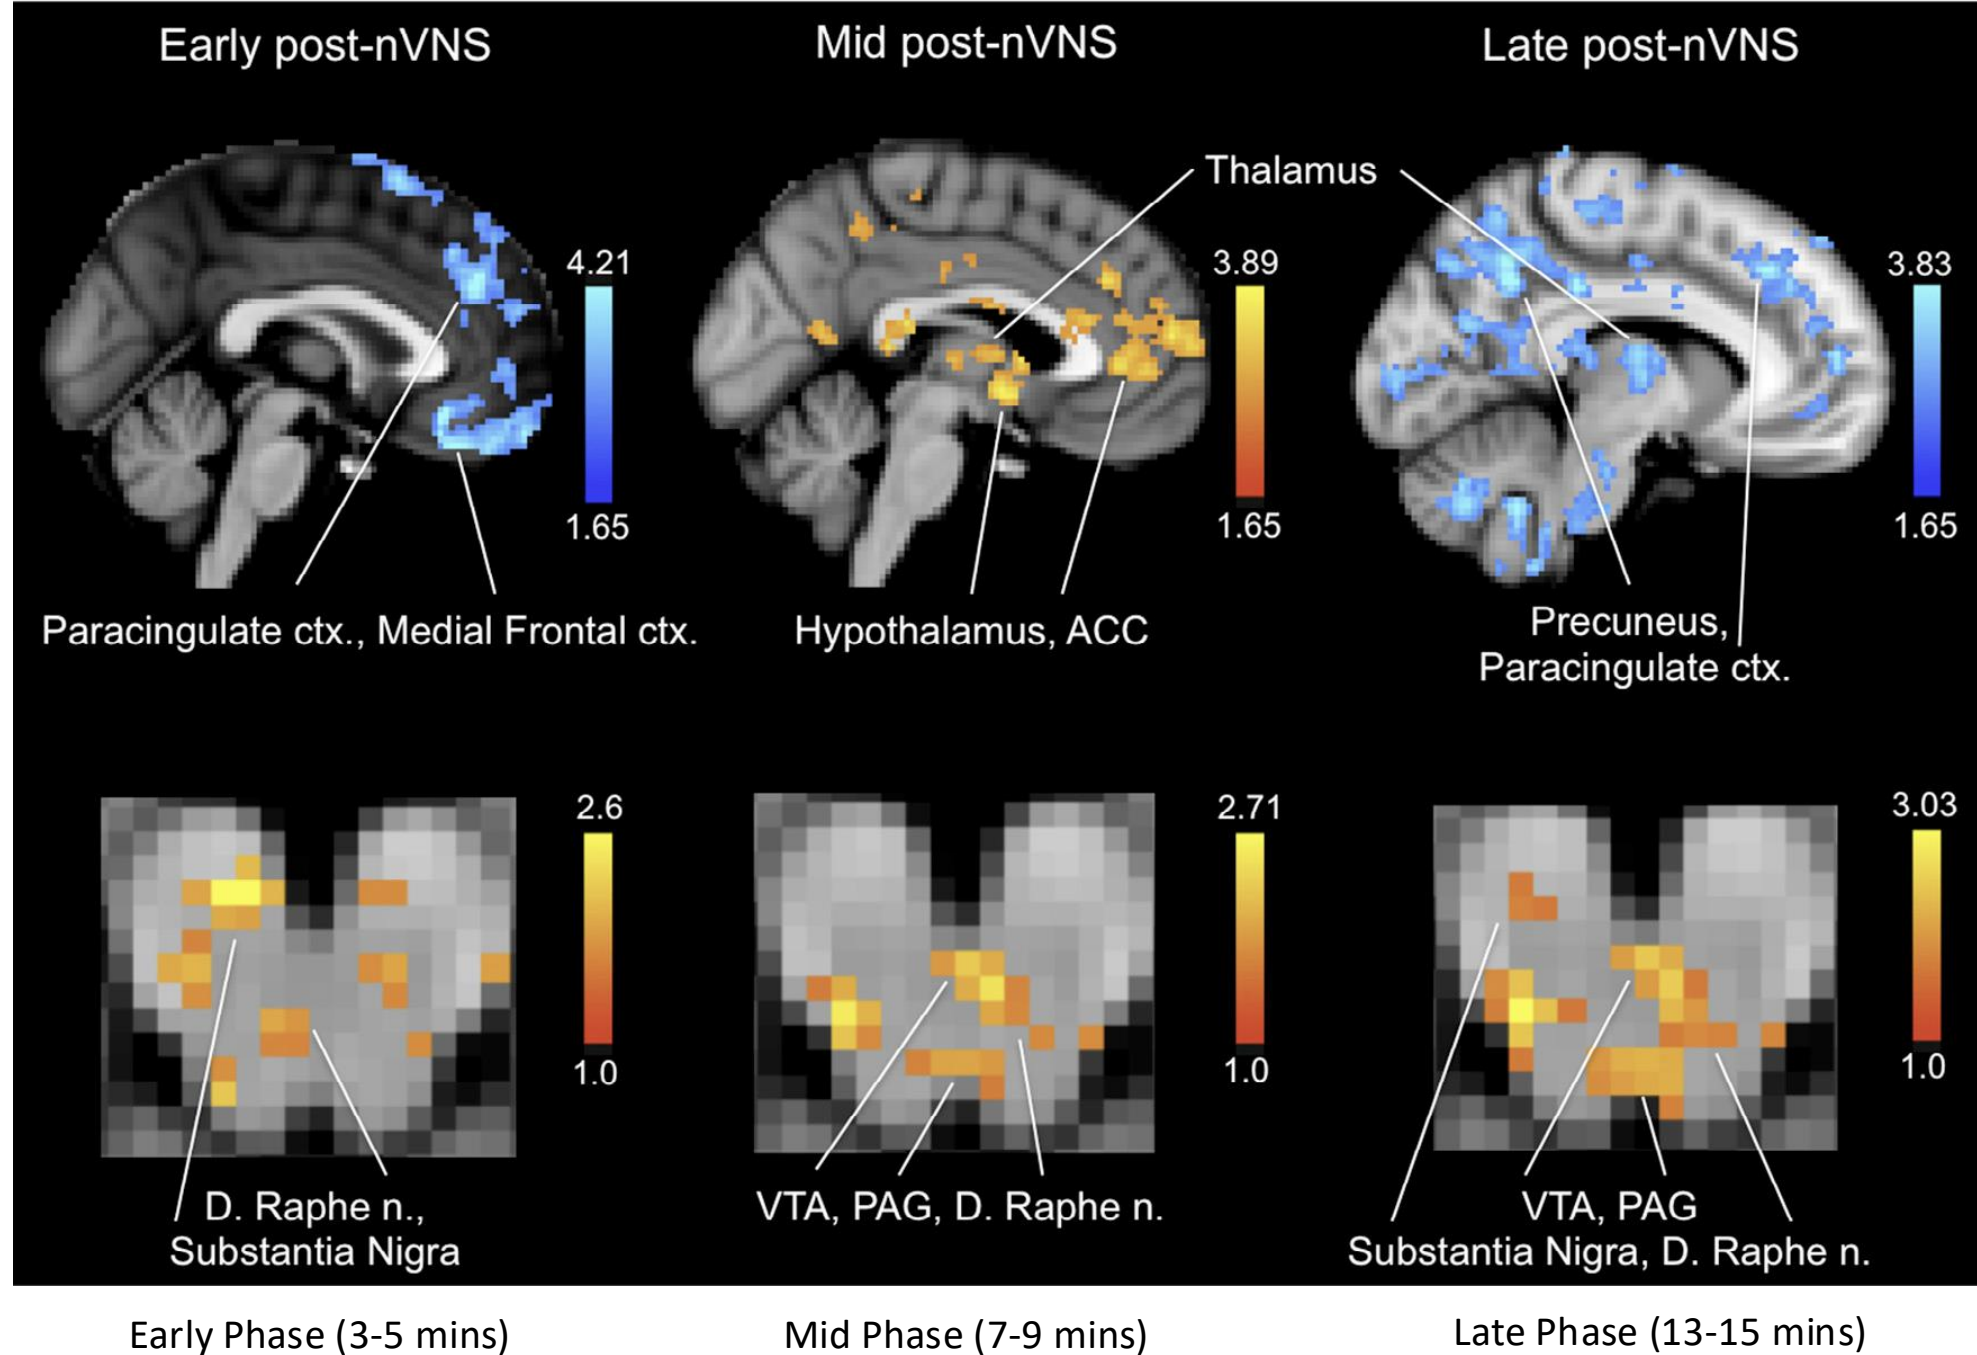 Early post-nVNS
Mid post-nVNS
Late post-nVNS
Thalamus
4.21
1.65
3.89
1.65
3.83
1.65
Paracingulate ctx., Medial Frontal ctx.
Hypothalamus, ACC
Precuneus,
Paracingulate ctx.
2.6
1.0
2.71
1.0
3.03
1.0
D. Raphe n.,
Substantia Nigra
VTA, PAG, D. Raphe n.
VTA, PAG
Substantia Nigra, D. Raphe n.
Early Phase (3-5 mins)
Mid Phase (7-9 mins)
Late Phase (13-15 mins)